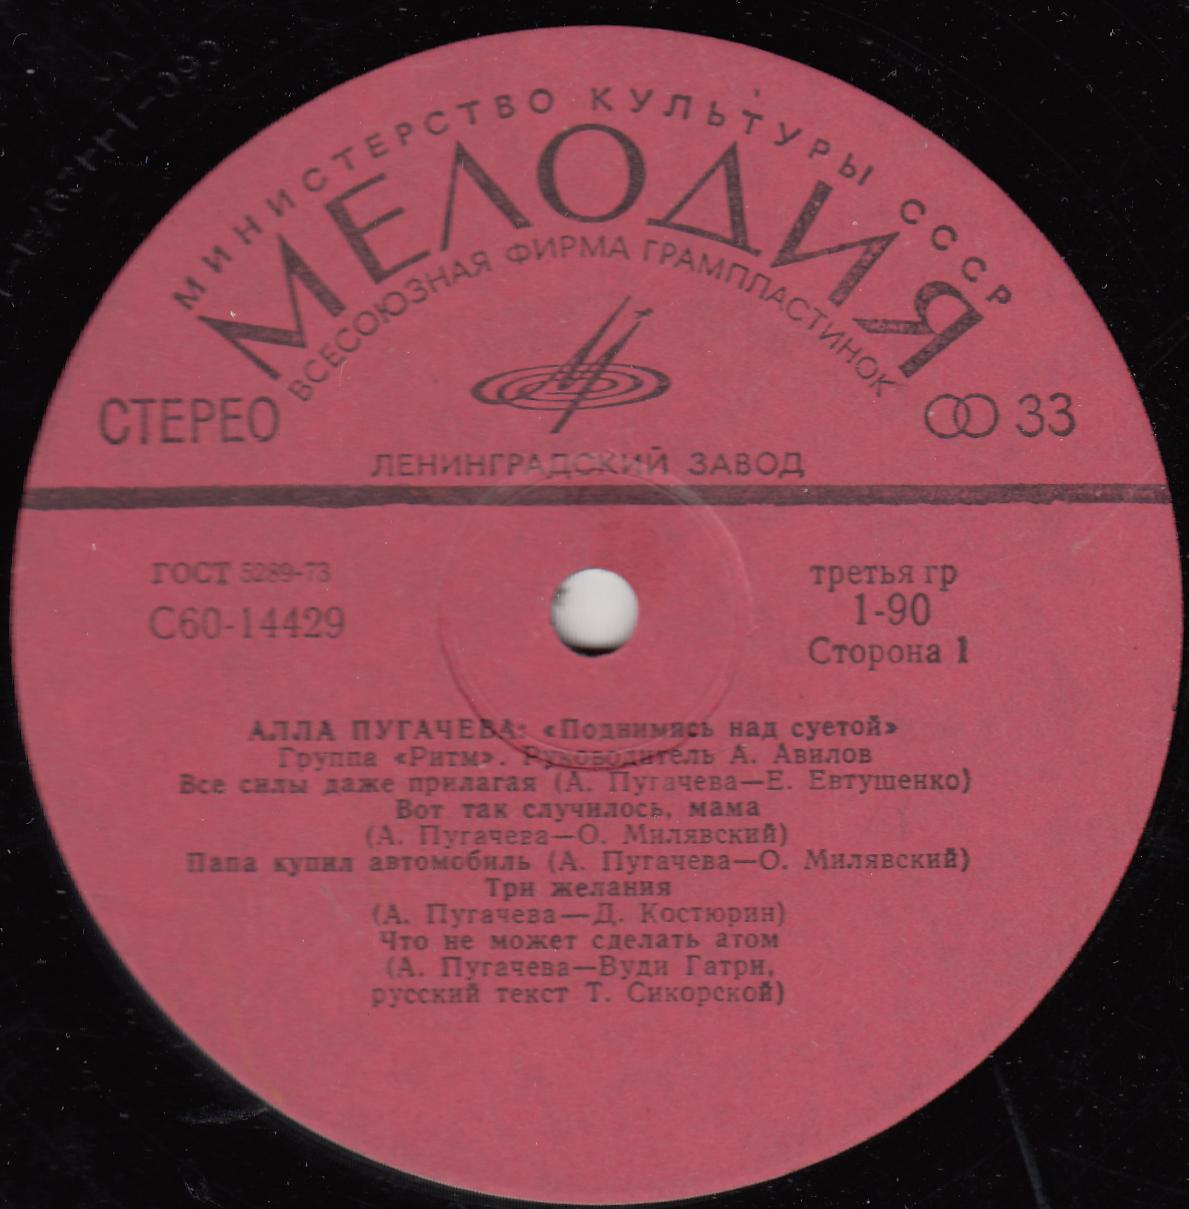 МИНИСТЕРСТВО КУЛЬТУРЫ СССР
МЕЛОДИЯ
ВСЕСОЮЗНАЯ ФИРМА ГРАМПЛАСТИНОК
СТЕРЕО
33
ЛЕНИНГРАДСКИЙ ЗАВОД
ГОСТ 5289-73
третья гр
С60-14429
1-90
Сторона 1
АЛЛА ПУГАЧЕВА: «Поднимись над суетой»
Группа «Ритм». Руководитель А. Авилов
Все силы даже прилагая (А. Пугачева—Е. Евтушенко)
Вот так случилось, мама
(А. Пугачева—О. Милявский)
Папа купил автомобиль (А. Пугачева—О. Милявский)
Три желания
(А. Пугачева—Д. Костюрин)
Что не может сделать атом
(А. Пугачева—Вуди Гатри,
русский текст Т. Сикорской)